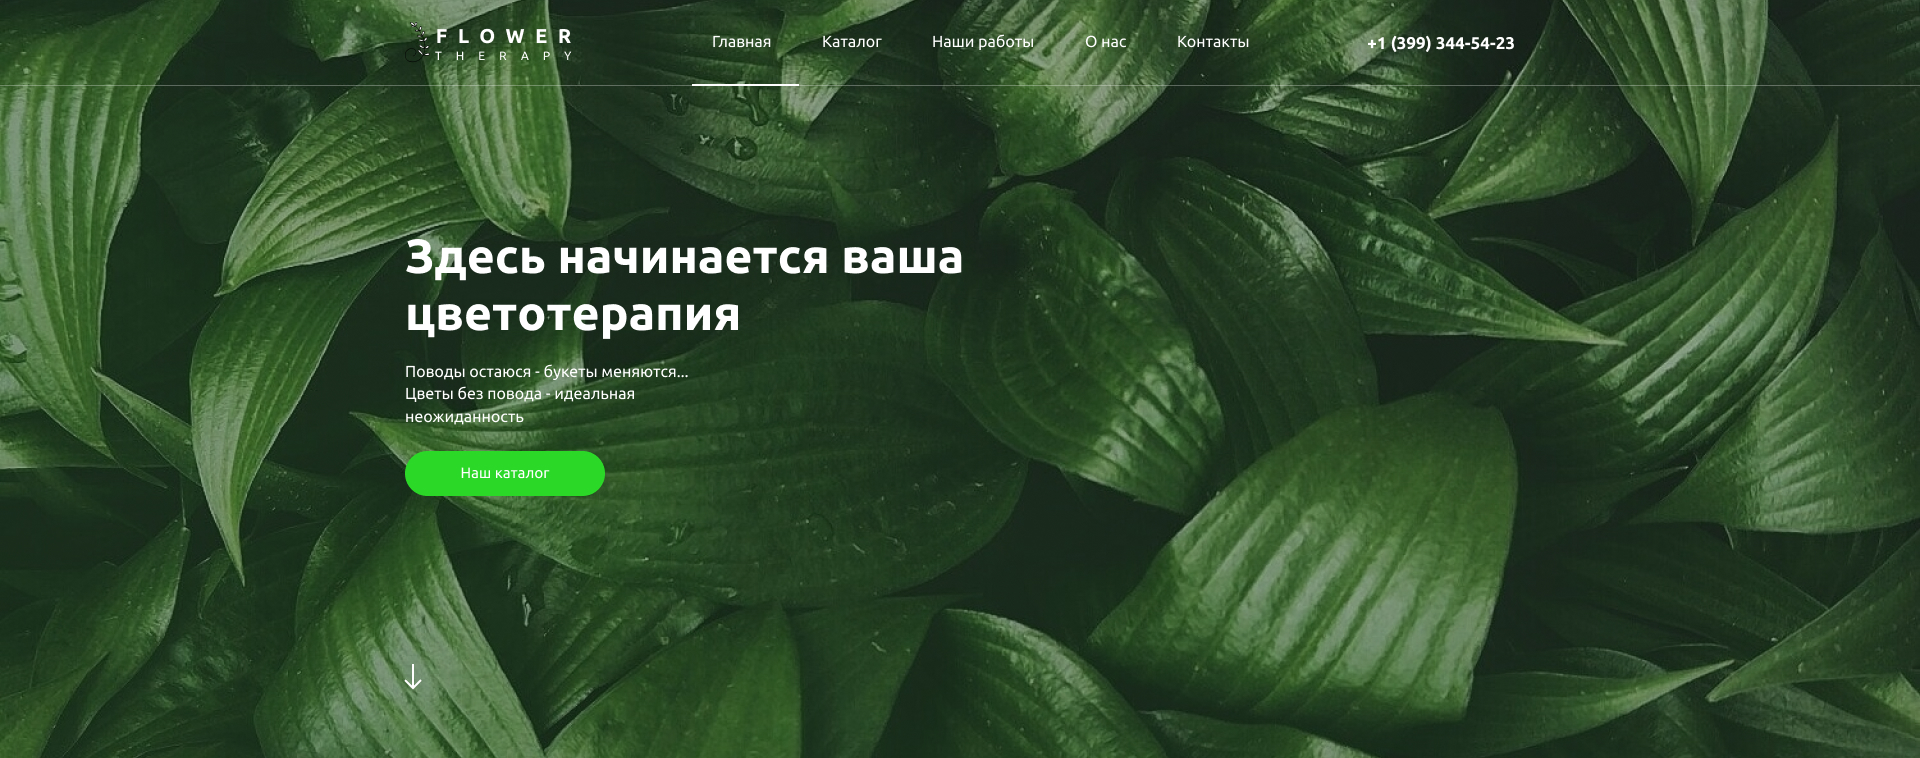 FLOWER
THERAPY
Главная Каталог Наши работы О нас Контакты +1 (399) 344-54-23
Здесь начинается ваша
цветотерапия
Поводы остаюся - букеты меняются...
Цветы без повода - идеальная
неожиданность
Наш каталог